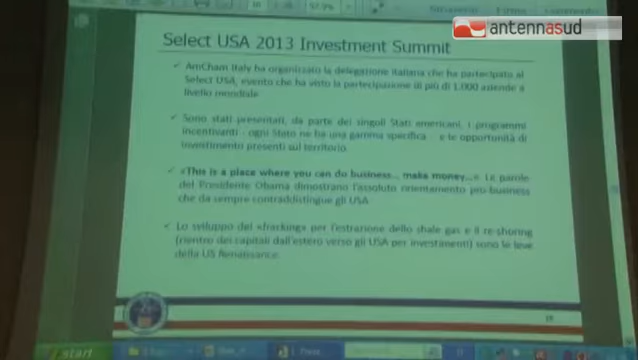 antennasud
Select USA 2013 Investment Summit
AmCham Italy ha organizzato la delegazione italiana che ha partecipato al
Select USA, evento che ha visto la partecipazione di più di 1.000 aziende a
livello mondiale
Sono stati presentati, da parte dei singoli Stati americani, i programmi
incentivanti - ogni Stato ne ha una gamma specifica - e le opportunità di
investimento presenti sul territorio
«This is a place where you can do business... make money...». Le parole
del Presidente Obama dimostrano l'assoluto orientamento pro-business
che da sempre contraddistingue gli USA
Lo sviluppo del «fracking» per l'estrazione dello shale gas e il re-shoring
(rientro dei capitali dall'estero verso gli USA per investimenti) sono le leve
della US Renaissance
start